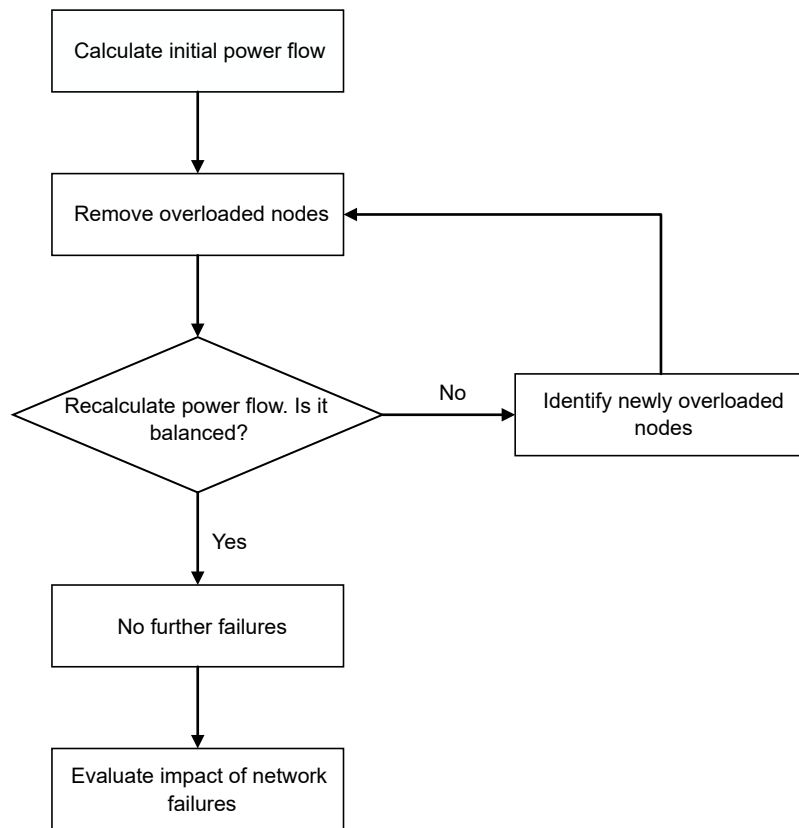 Calculate initial power flow
Remove overloaded nodes
Recalculate power flow. Is it
balanced?
No
Identify newly overloaded
nodes
Yes
No further failures
Evaluate impact of network
failures